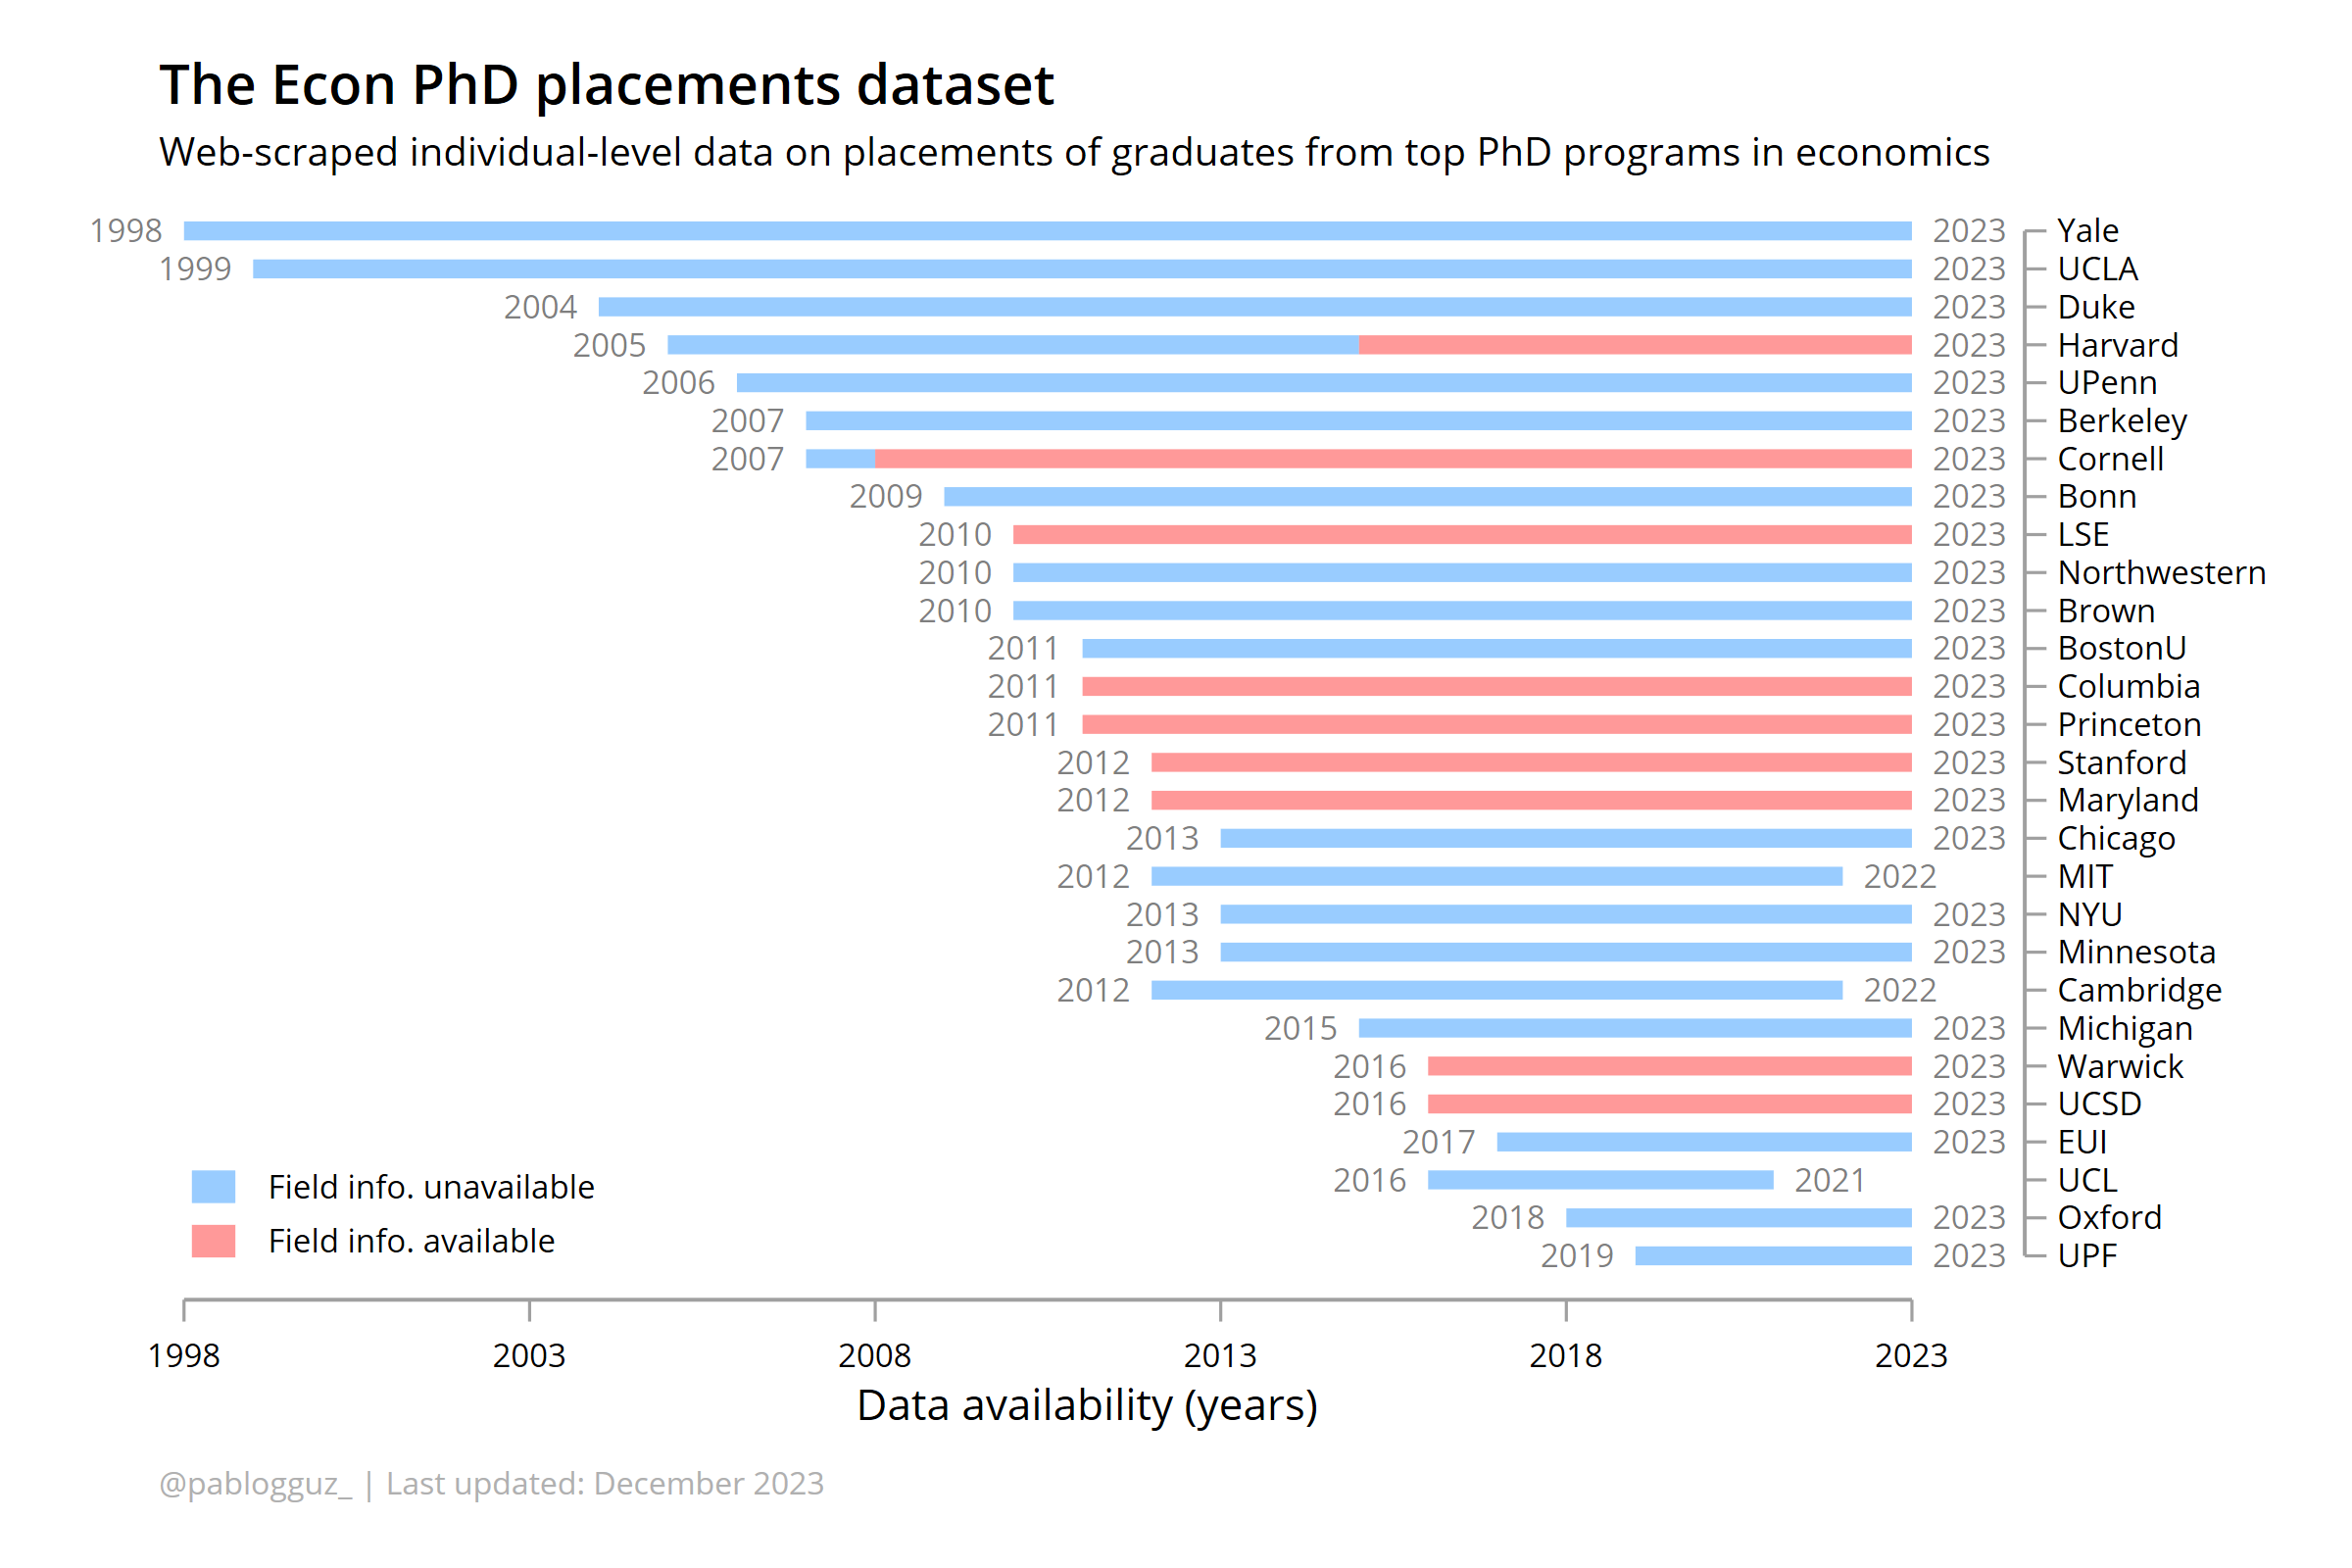 The Econ PhD placements dataset
Web-scraped individual-level data on placements of graduates from top PhD programs in economics
1998 2023 Yale
1999 2023 UCLA
2004 2023 Duke
2005 2023 Harvard
2006 2023 UPenn
2007 2023 Berkeley
2007 2023 Cornell
2009 2023 Bonn
2010 2023 LSE
2010 2023 Northwestern
2010 2023 Brown
2011 2023 BostonU
2011 2023 Columbia
2011 2023 Princeton
2012 2023 Stanford
2012 2023 Maryland
2013 2023 Chicago
2012 2022 MIT
2013 2023 NYU
2013 2023 Minnesota
2012 2022 Cambridge
2015 2023 Michigan
2016 2023 Warwick
2016 2023 UCSD
2017 2023 EUI
2016 2021 UCL
2018 2023 Oxford
2019 2023 UPF
Field info. unavailable
Field info. available
1998 2003 2008 2013 2018 2023
Data availability (years)
@pablogguz_ | Last updated: December 2023